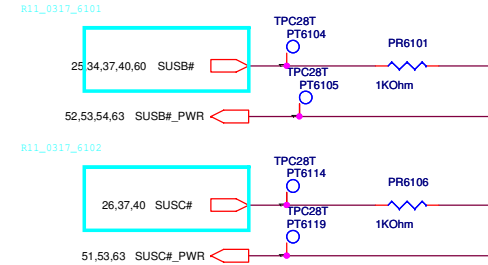 R11_0317_6101
TPC28T
PT6104
PR6101
25,34,37,40,60 SUSB#
TPC28T
PT6105
1KOhm
52,53,54,63 SUSB#_PWR
R11_0317_6102
TPC28T
PT6114
PR6106
26,37,40 SUSC#
TPC28T
PT6119
1KOhm
51,53,63 SUSC#_PWR